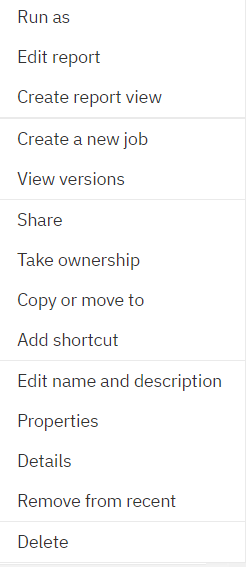 Run as
Edit report
Create report view
Create a new job
View versions
Share
Take ownership
Copy or move to
Add shortcut
Edit name and description
Properties
Details
Remove from recent
Delete